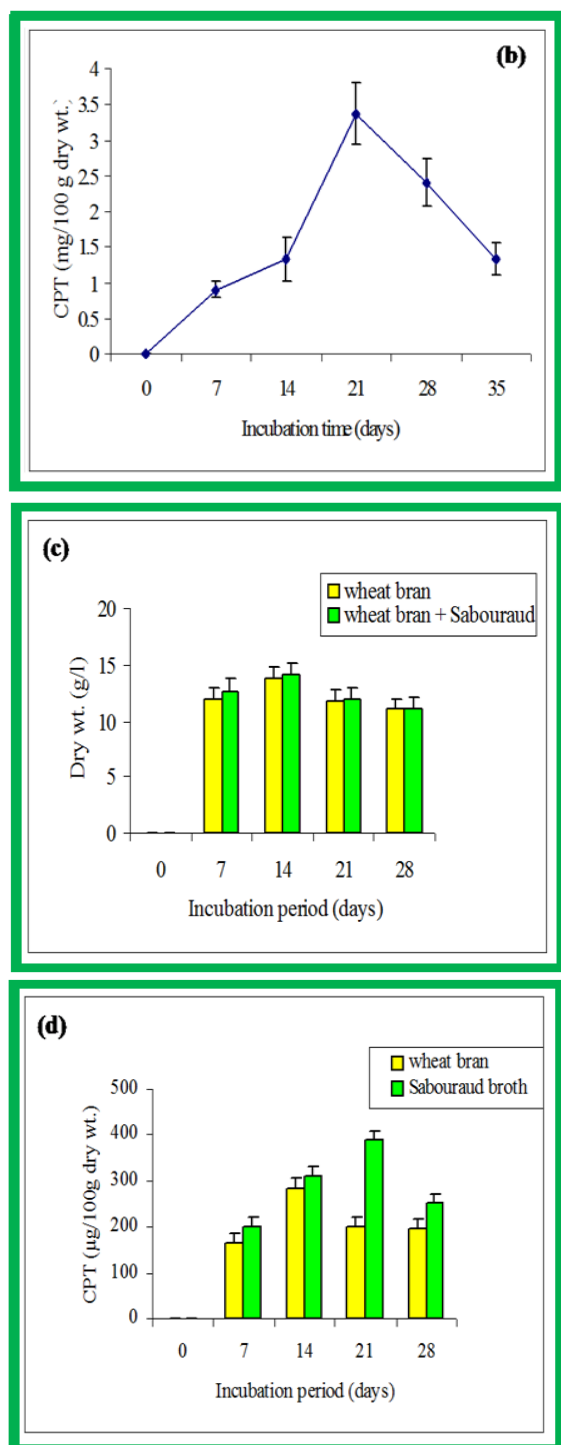 (b)
CPT (mg/100 g dry wt.)
4
3.5
3
2.5
2
1.5
1
0.5
0
0 7 14 21 28 35
Incubation time (days)
(c)
wheat bran
wheat bran + Sabouraud
Dry wt. (g/l)
20
15
10
5
0
0 7 14 21 28
Incubation period (days)
(d)
wheat bran
Sabouraud broth
CPT (µg/100g dry wt.)
500
400
300
200
100
0
0 7 14 21 28
Incubation period (days)